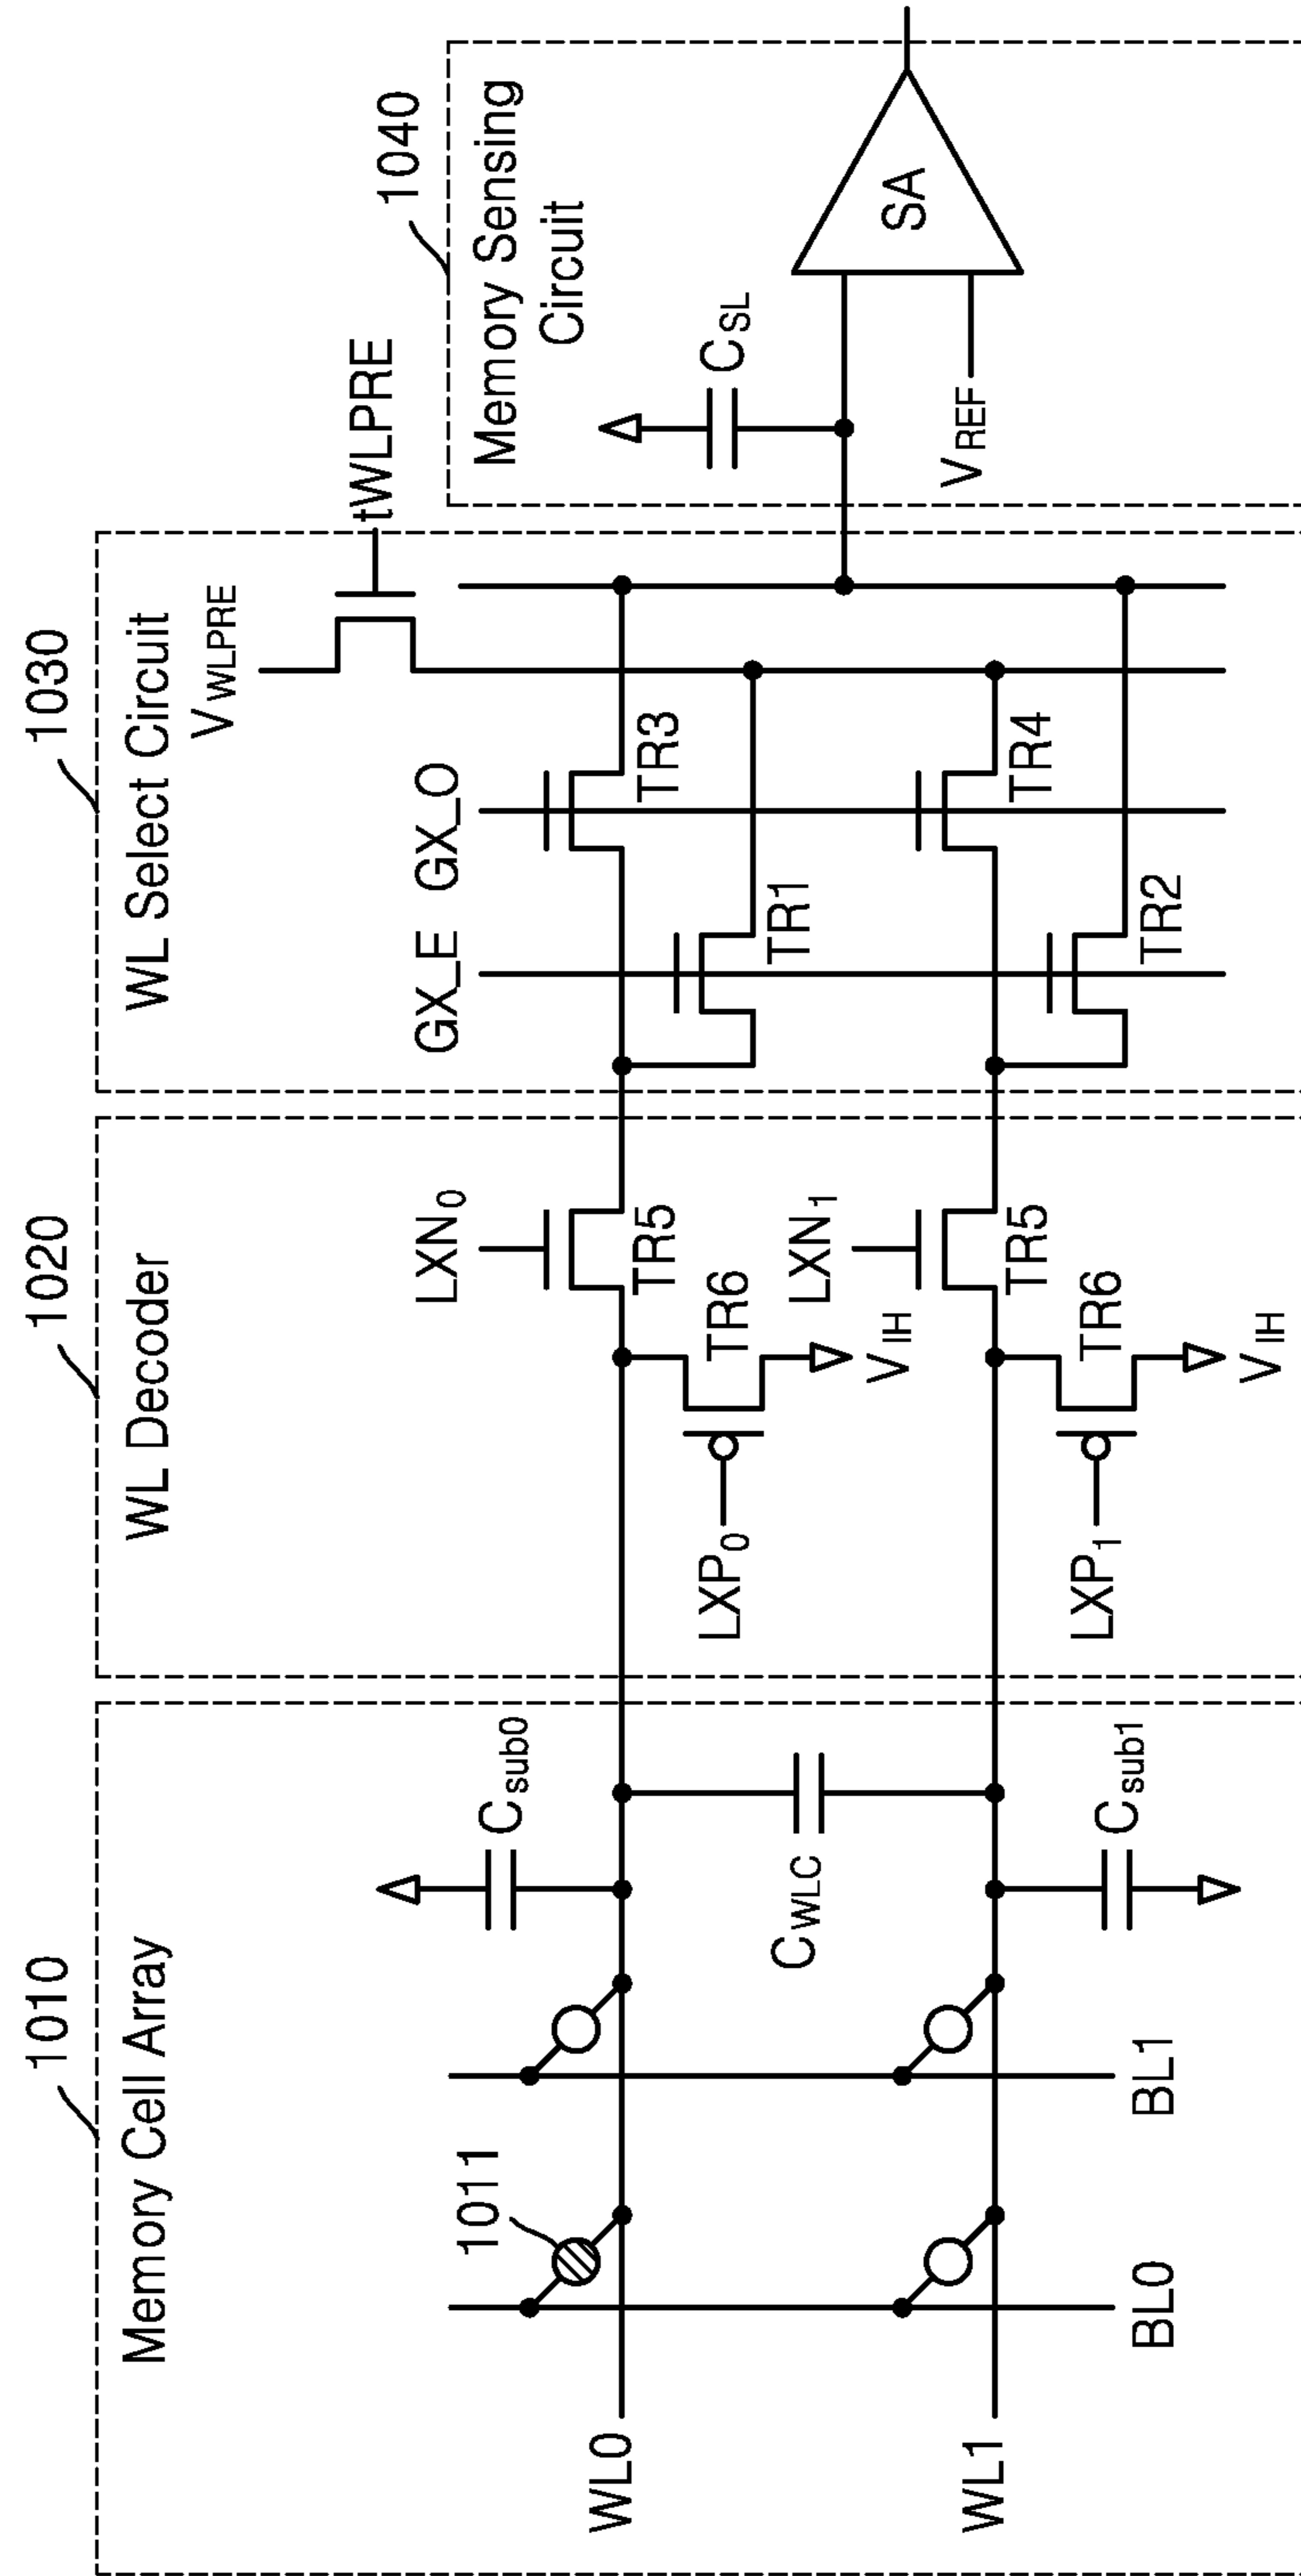 1010
Memory Cell Array
1011
WL0
WL1
BL0
BL1
Csub0
CWLC
Csub1
1020
WL Decoder
LXN0
TR5
TR6
LXP0
VIH
LXN1
TR5
TR6
LXP1
VIH
1030
WL Select Circuit
VWLPRE
tWLPRE
GX_E
GX_O
TR3
TR1
TR4
TR2
1040
Memory Sensing
Circuit
CSL
SA
VREF